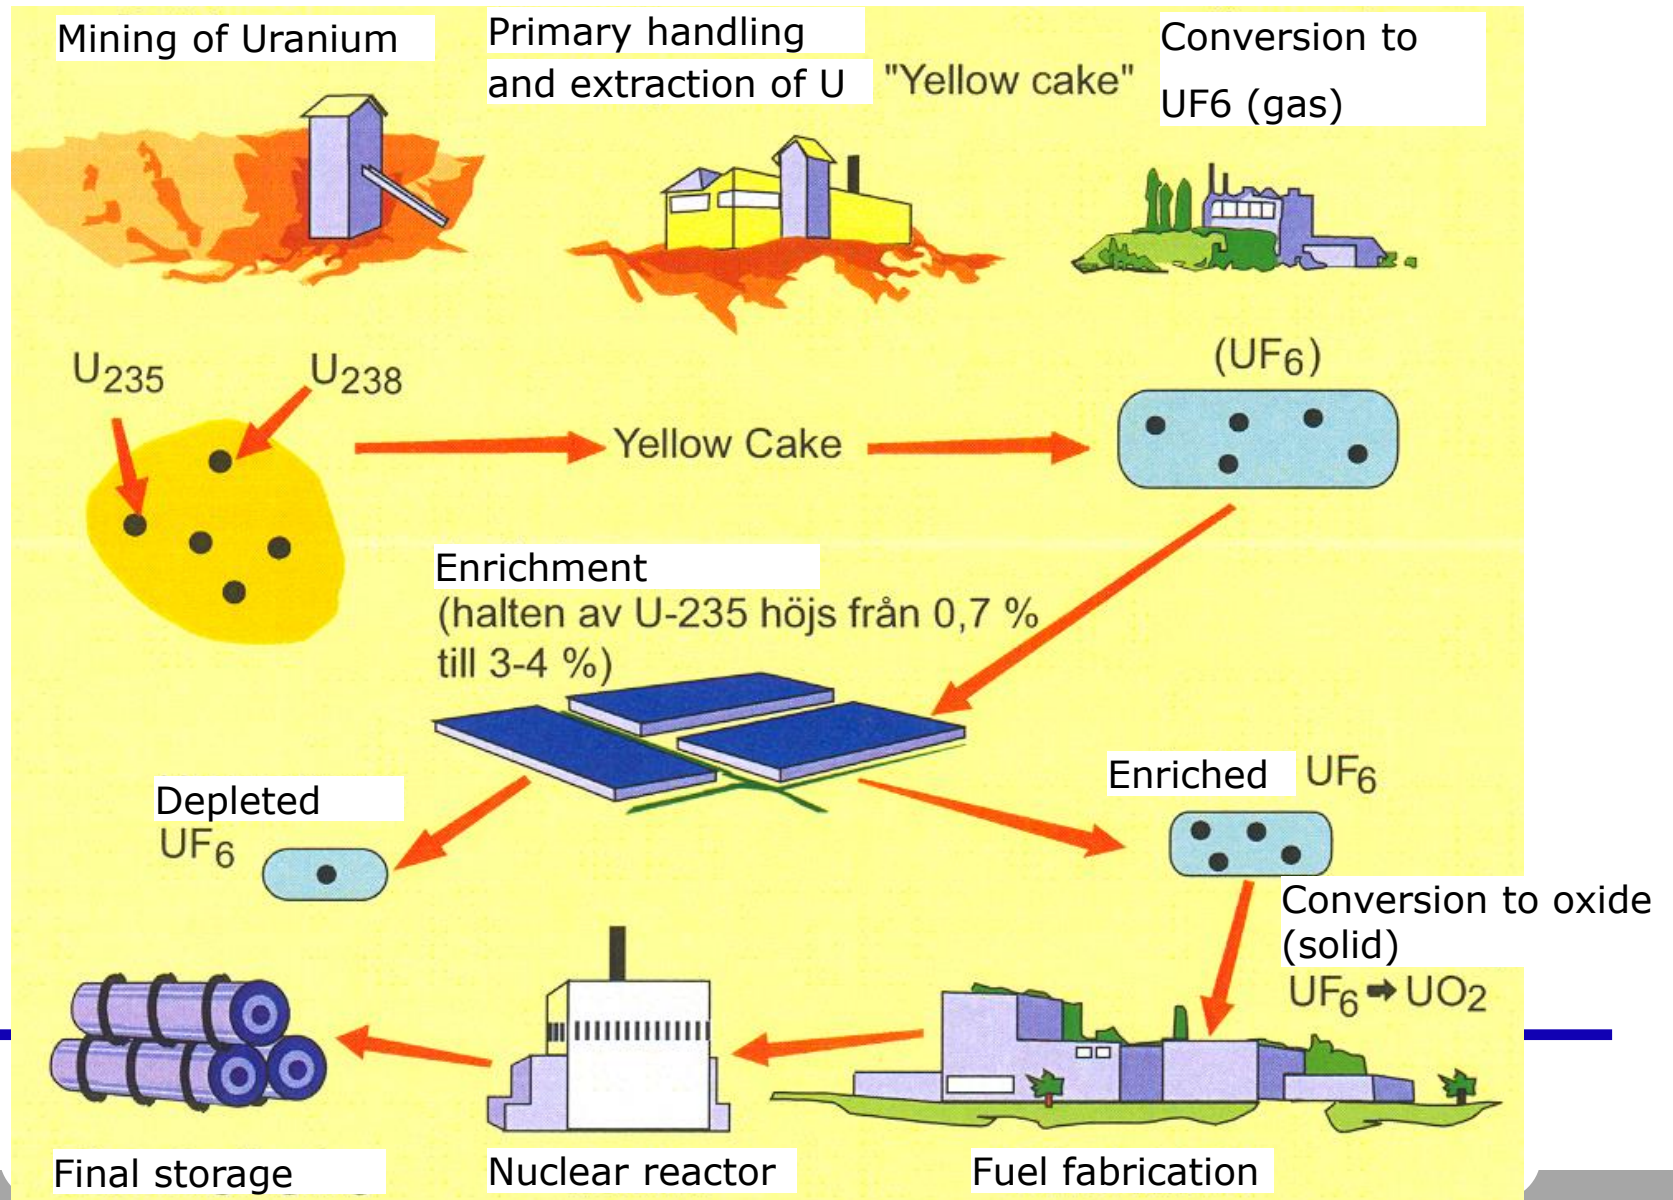 Mining of Uranium
Primary handling
and extraction of U
"Yellow cake"
Conversion to
UF6 (gas)
U235
U238
Yellow Cake
(UF6)
Enrichment
(halten av U-235 höjs från 0,7 %
till 3-4 %)
Depleted
UF6
Enriched UF6
Conversion to oxide
(solid)
UF6 ➡ UO2
Final storage
Nuclear reactor
Fuel fabrication